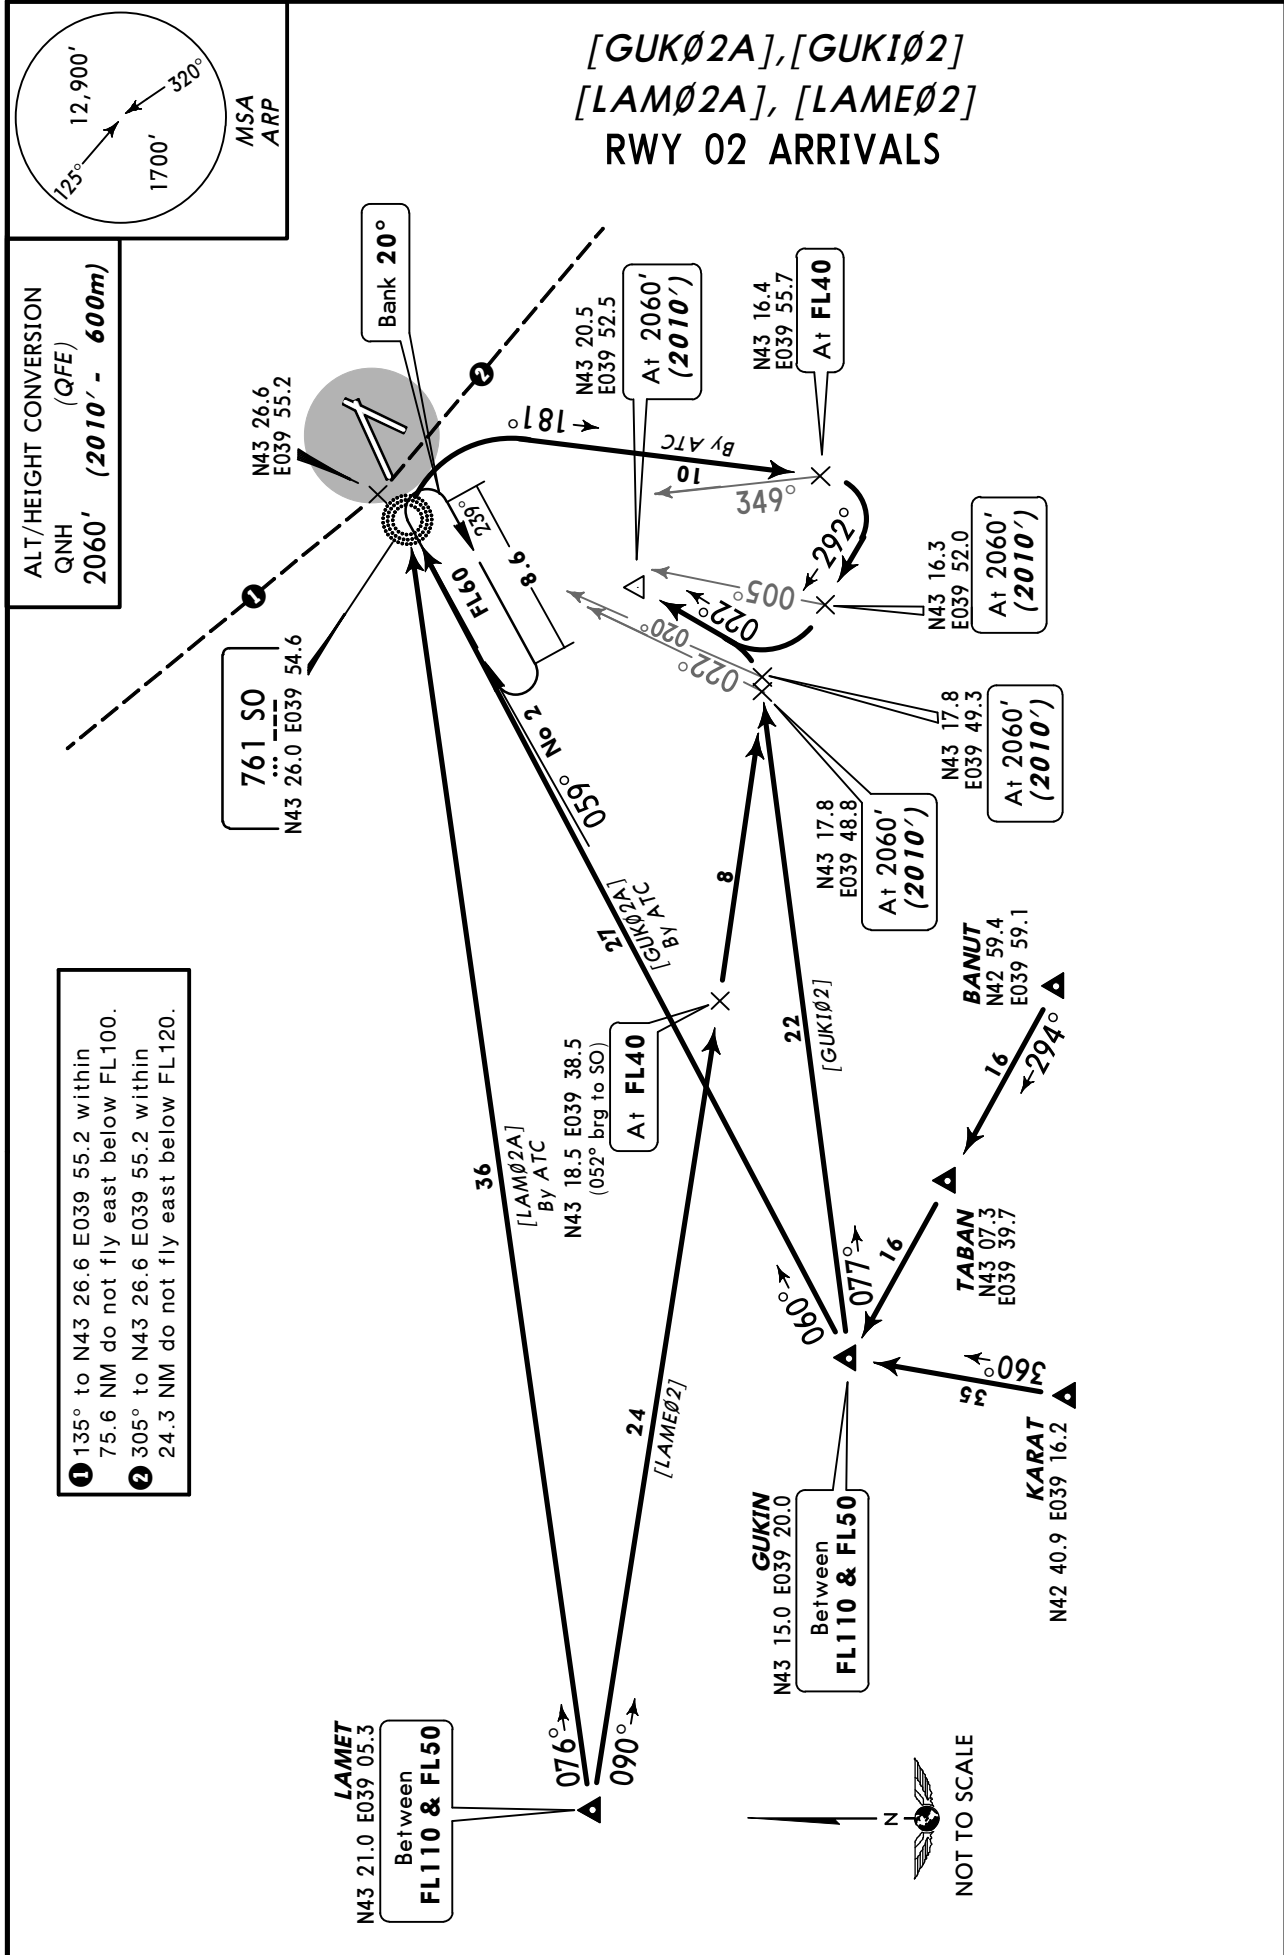 [GUKØ2A],[GUKIØ2]
[LAMØ2A], [LAMEØ2]
RWY 02 ARRIVALS
12,900'
1700'
125°
320°
MSA
ARP
ALT/HEIGHT CONVERSION
QNH (QFE)
2060' (2010' - 600m)
1 135° to N43 26.6 E039 55.2 within
75.6 NM do not fly east below FL100.
2 305° to N43 26.6 E039 55.2 within
24.3 NM do not fly east below FL120.
1
2
N43 26.6
E039 55.2
Bank 20°
761 SO
N43 26.0 E039 54.6
FL60
239°
8.6
059° No 2
181°
By ATC
10
N43 20.5
E039 52.5
At 2060'
(2010')
N43 16.4
E039 55.7
At FL40
349°
292°
N43 16.3
E039 52.0
At 2060'
(2010')
005°
022°
020°
022°
N43 17.8
E039 49.3
At 2060'
(2010')
N43 17.8
E039 48.8
At 2060'
(2010')
8
27
[GUKØ2A]
By ATC
36
[LAMØ2A]
By ATC
N43 18.5 E039 38.5
(052° brg to SO)
At FL40
22
[GUKIØ2]
BANUT
N42 59.4
E039 59.1
294°
16
TABAN
N43 07.3
E039 39.7
16
060°
077°
24
[LAMEØ2]
GUKIN
N43 15.0 E039 20.0
Between
FL110 & FL50
360°
35
KARAT
N42 40.9 E039 16.2
LAMET
N43 21.0 E039 05.3
Between
FL110 & FL50
076°
090°
N
NOT TO SCALE